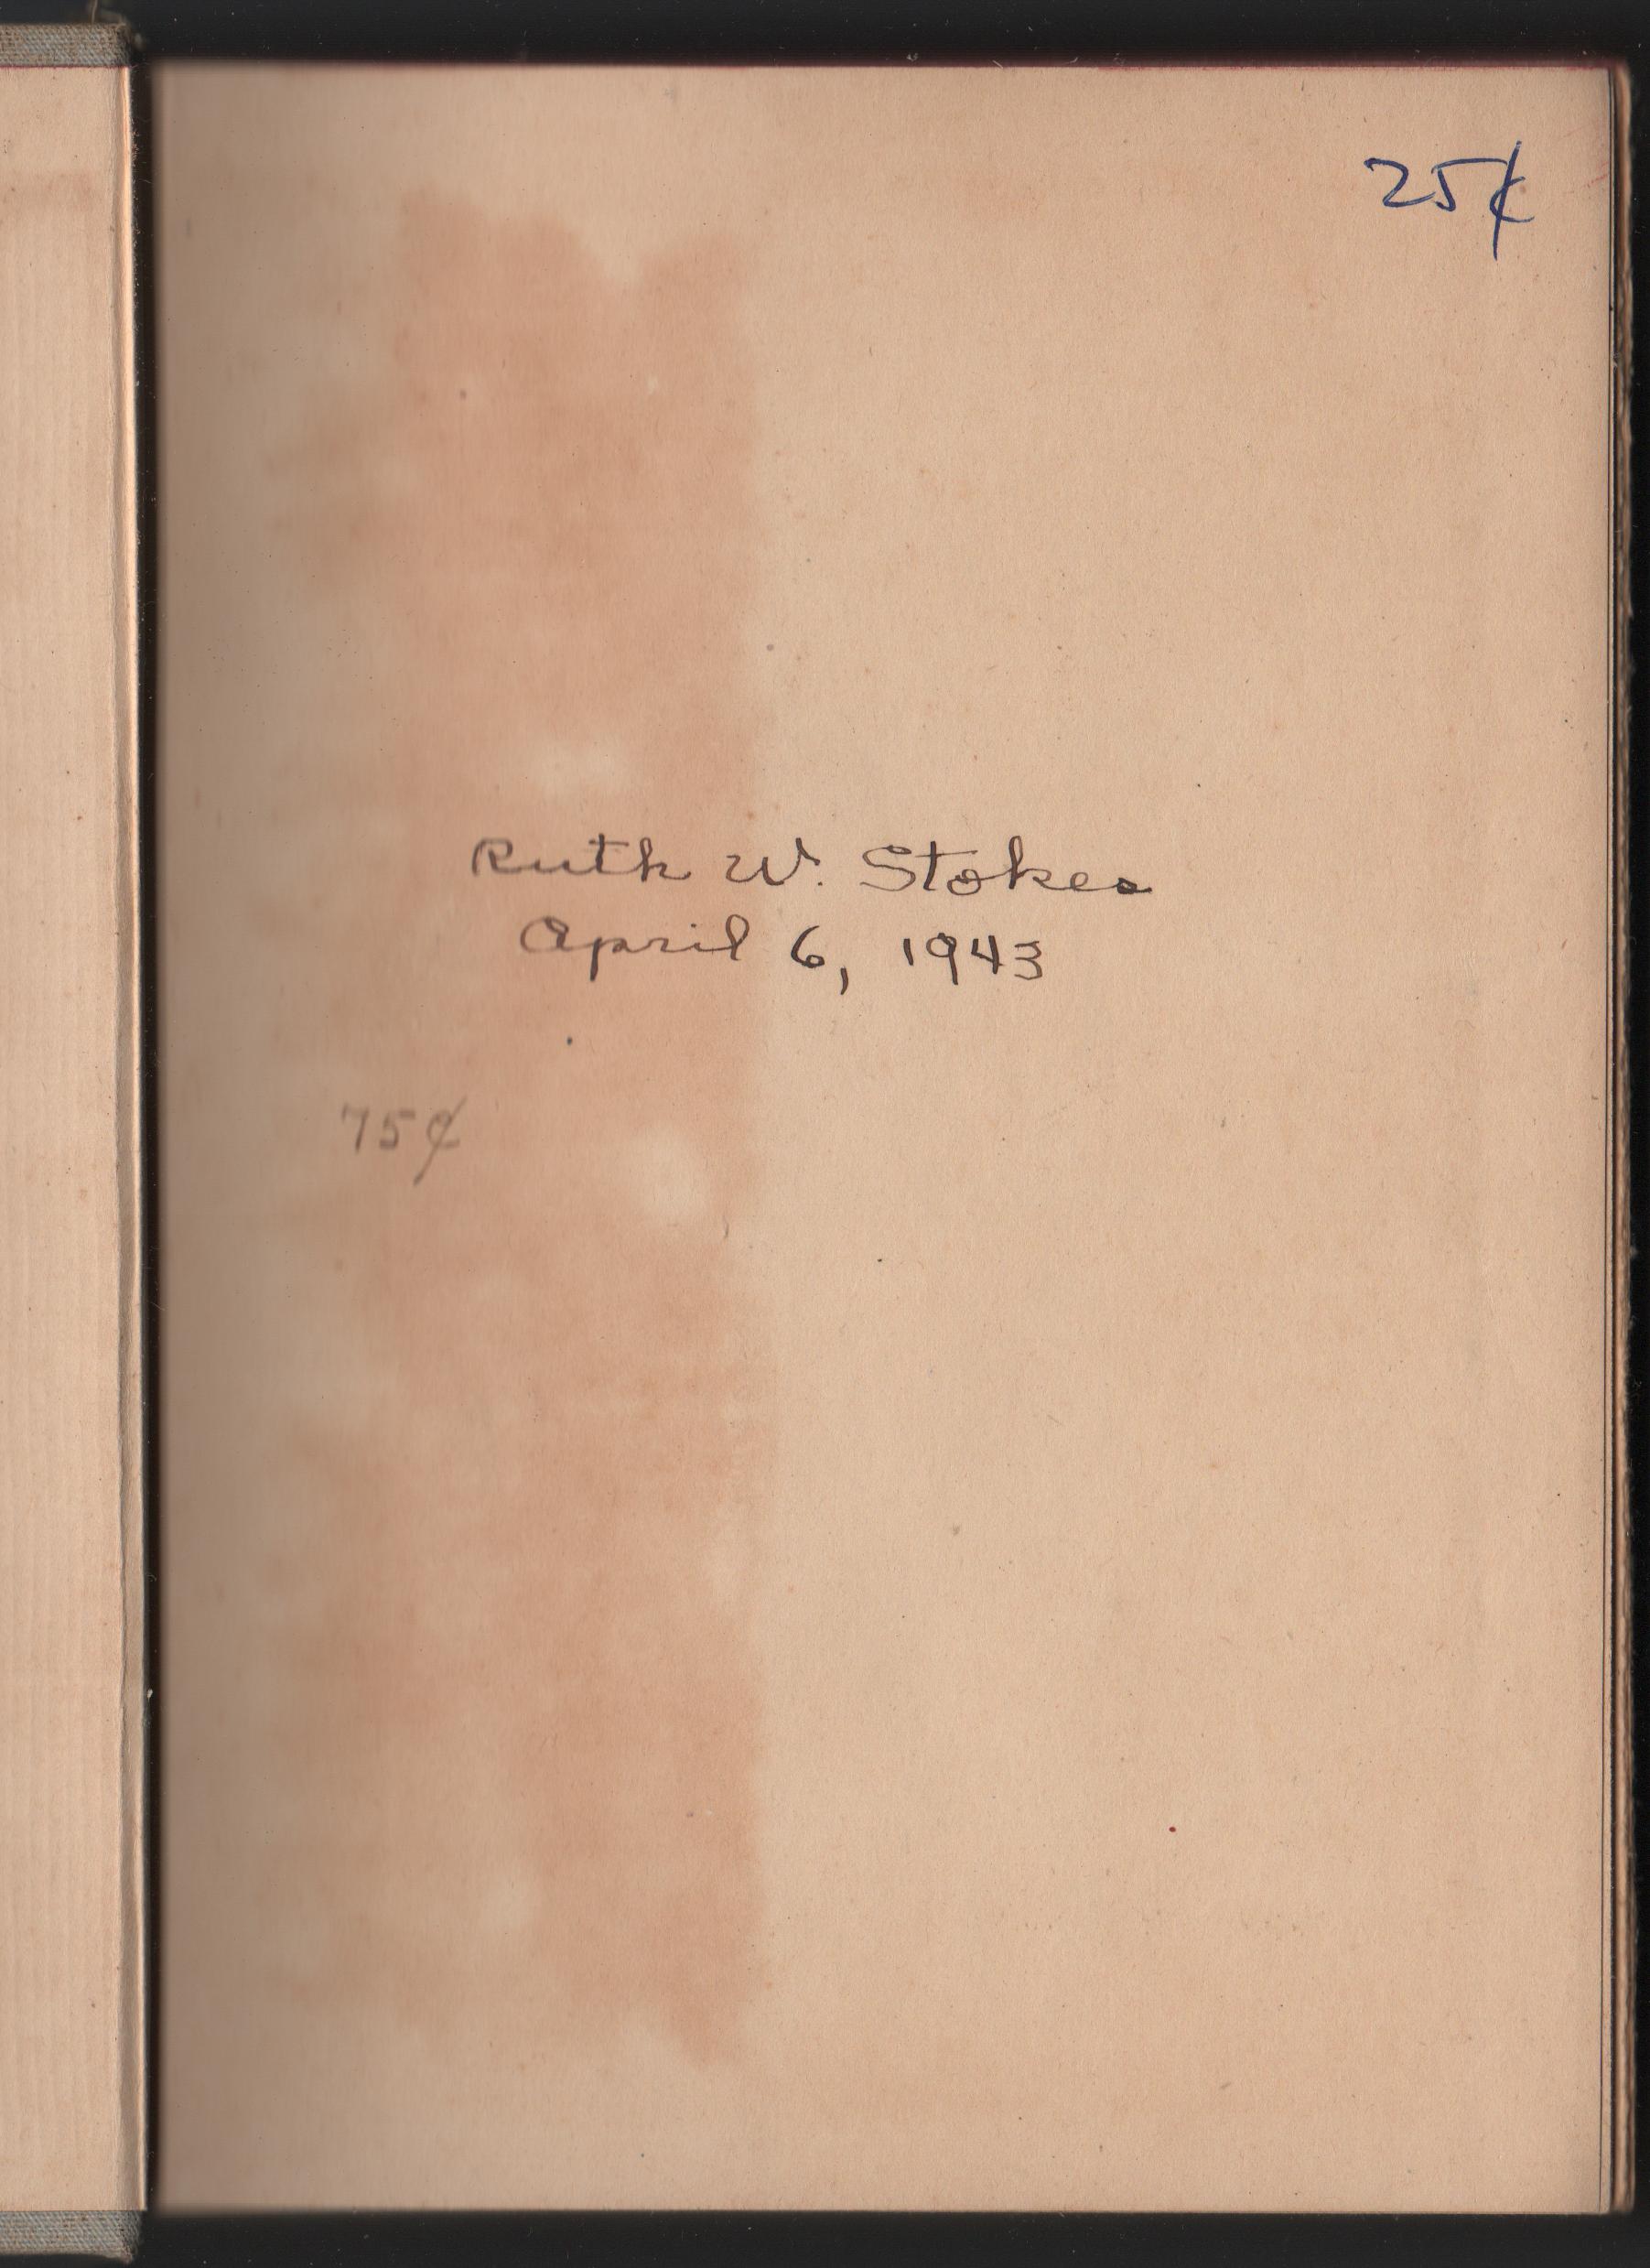 25¢
Ruth W. Stokes
April 6, 1943
75¢